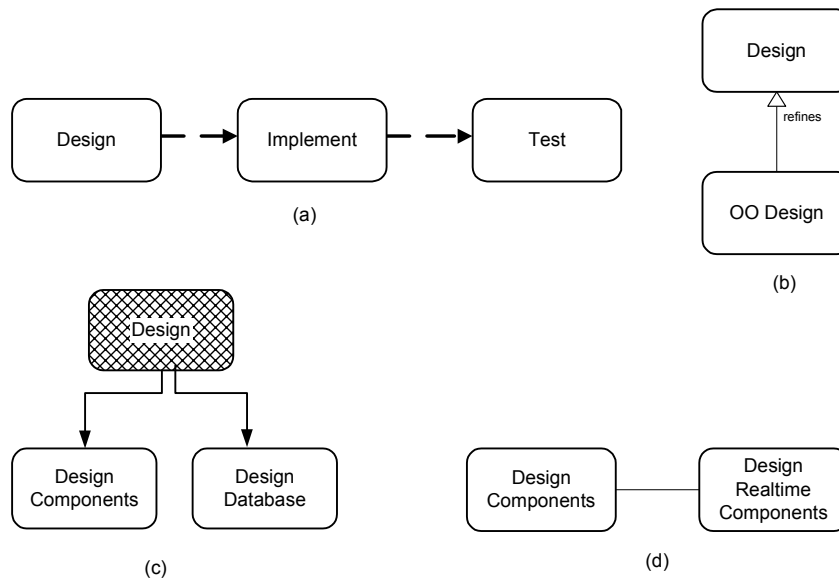 Design
Implement
Test
(a)
Design
refines
OO Design
(b)
Design
Design
Components
Design
Database
(c)
Design
Components
Design
Realtime
Components
(d)